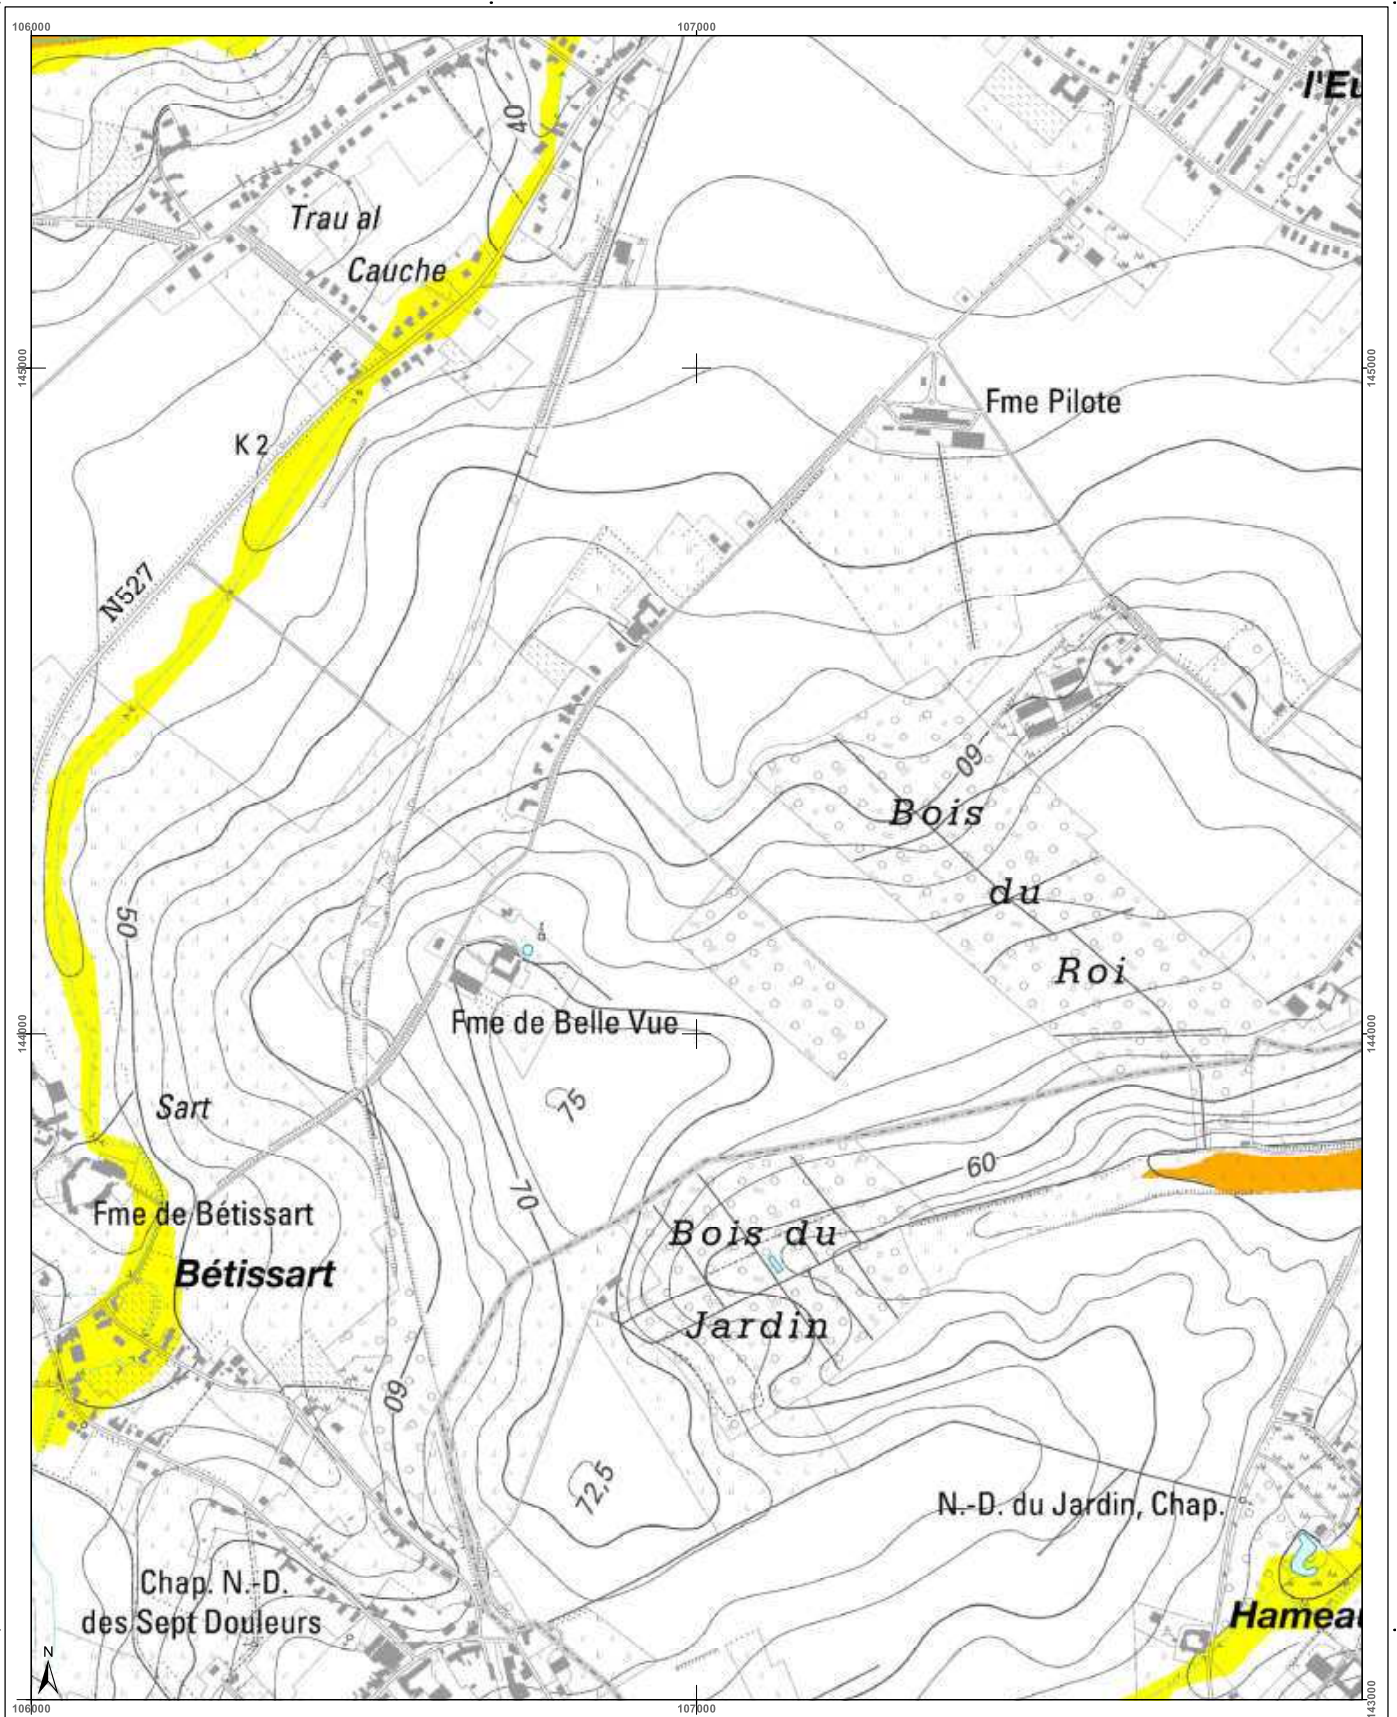 106000
107000
l'Eu
40
Trau al
Cauche
145000
145000
Fme Pilote
K 2
N527
60
Bois
du
50
Roi
Fme de Belle Vue
144000
144000
75
Sart
60
70
Fme de Bétissart
Bois du
Bétissart
Jardin
60
72,5
N.-D. du Jardin, Chap.
Chap. N.-D.
des Sept Douleurs
Hameau
N
106000
107000
143000